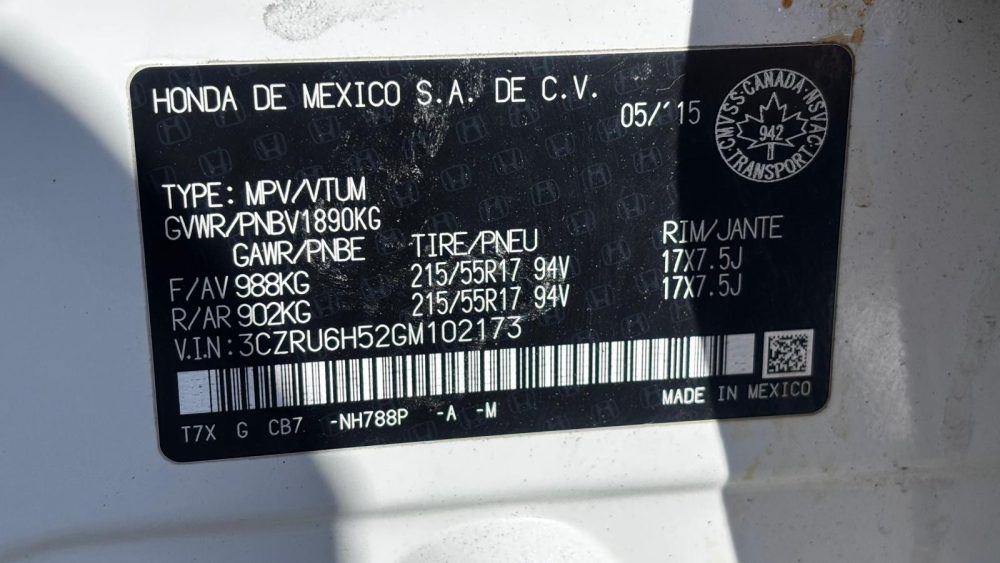 HONDA DE MEXICO S.A. DE C.V.
05/'15
CMVSS·CANADA·NSVAC·TRANSPORT·
942
TYPE: MPV/VTUM
GVWR/PNBV1890KG
GAWR/PNBE TIRE/PNEU RIM/JANTE
F/AV 988KG 215/55R17 94V 17X7.5J
R/AR 902KG 215/55R17 94V 17X7.5J
V.I.N: 3CZRU6H52GM102173
MADE IN MEXICO
T7X G CB7 -NH788P -A -M